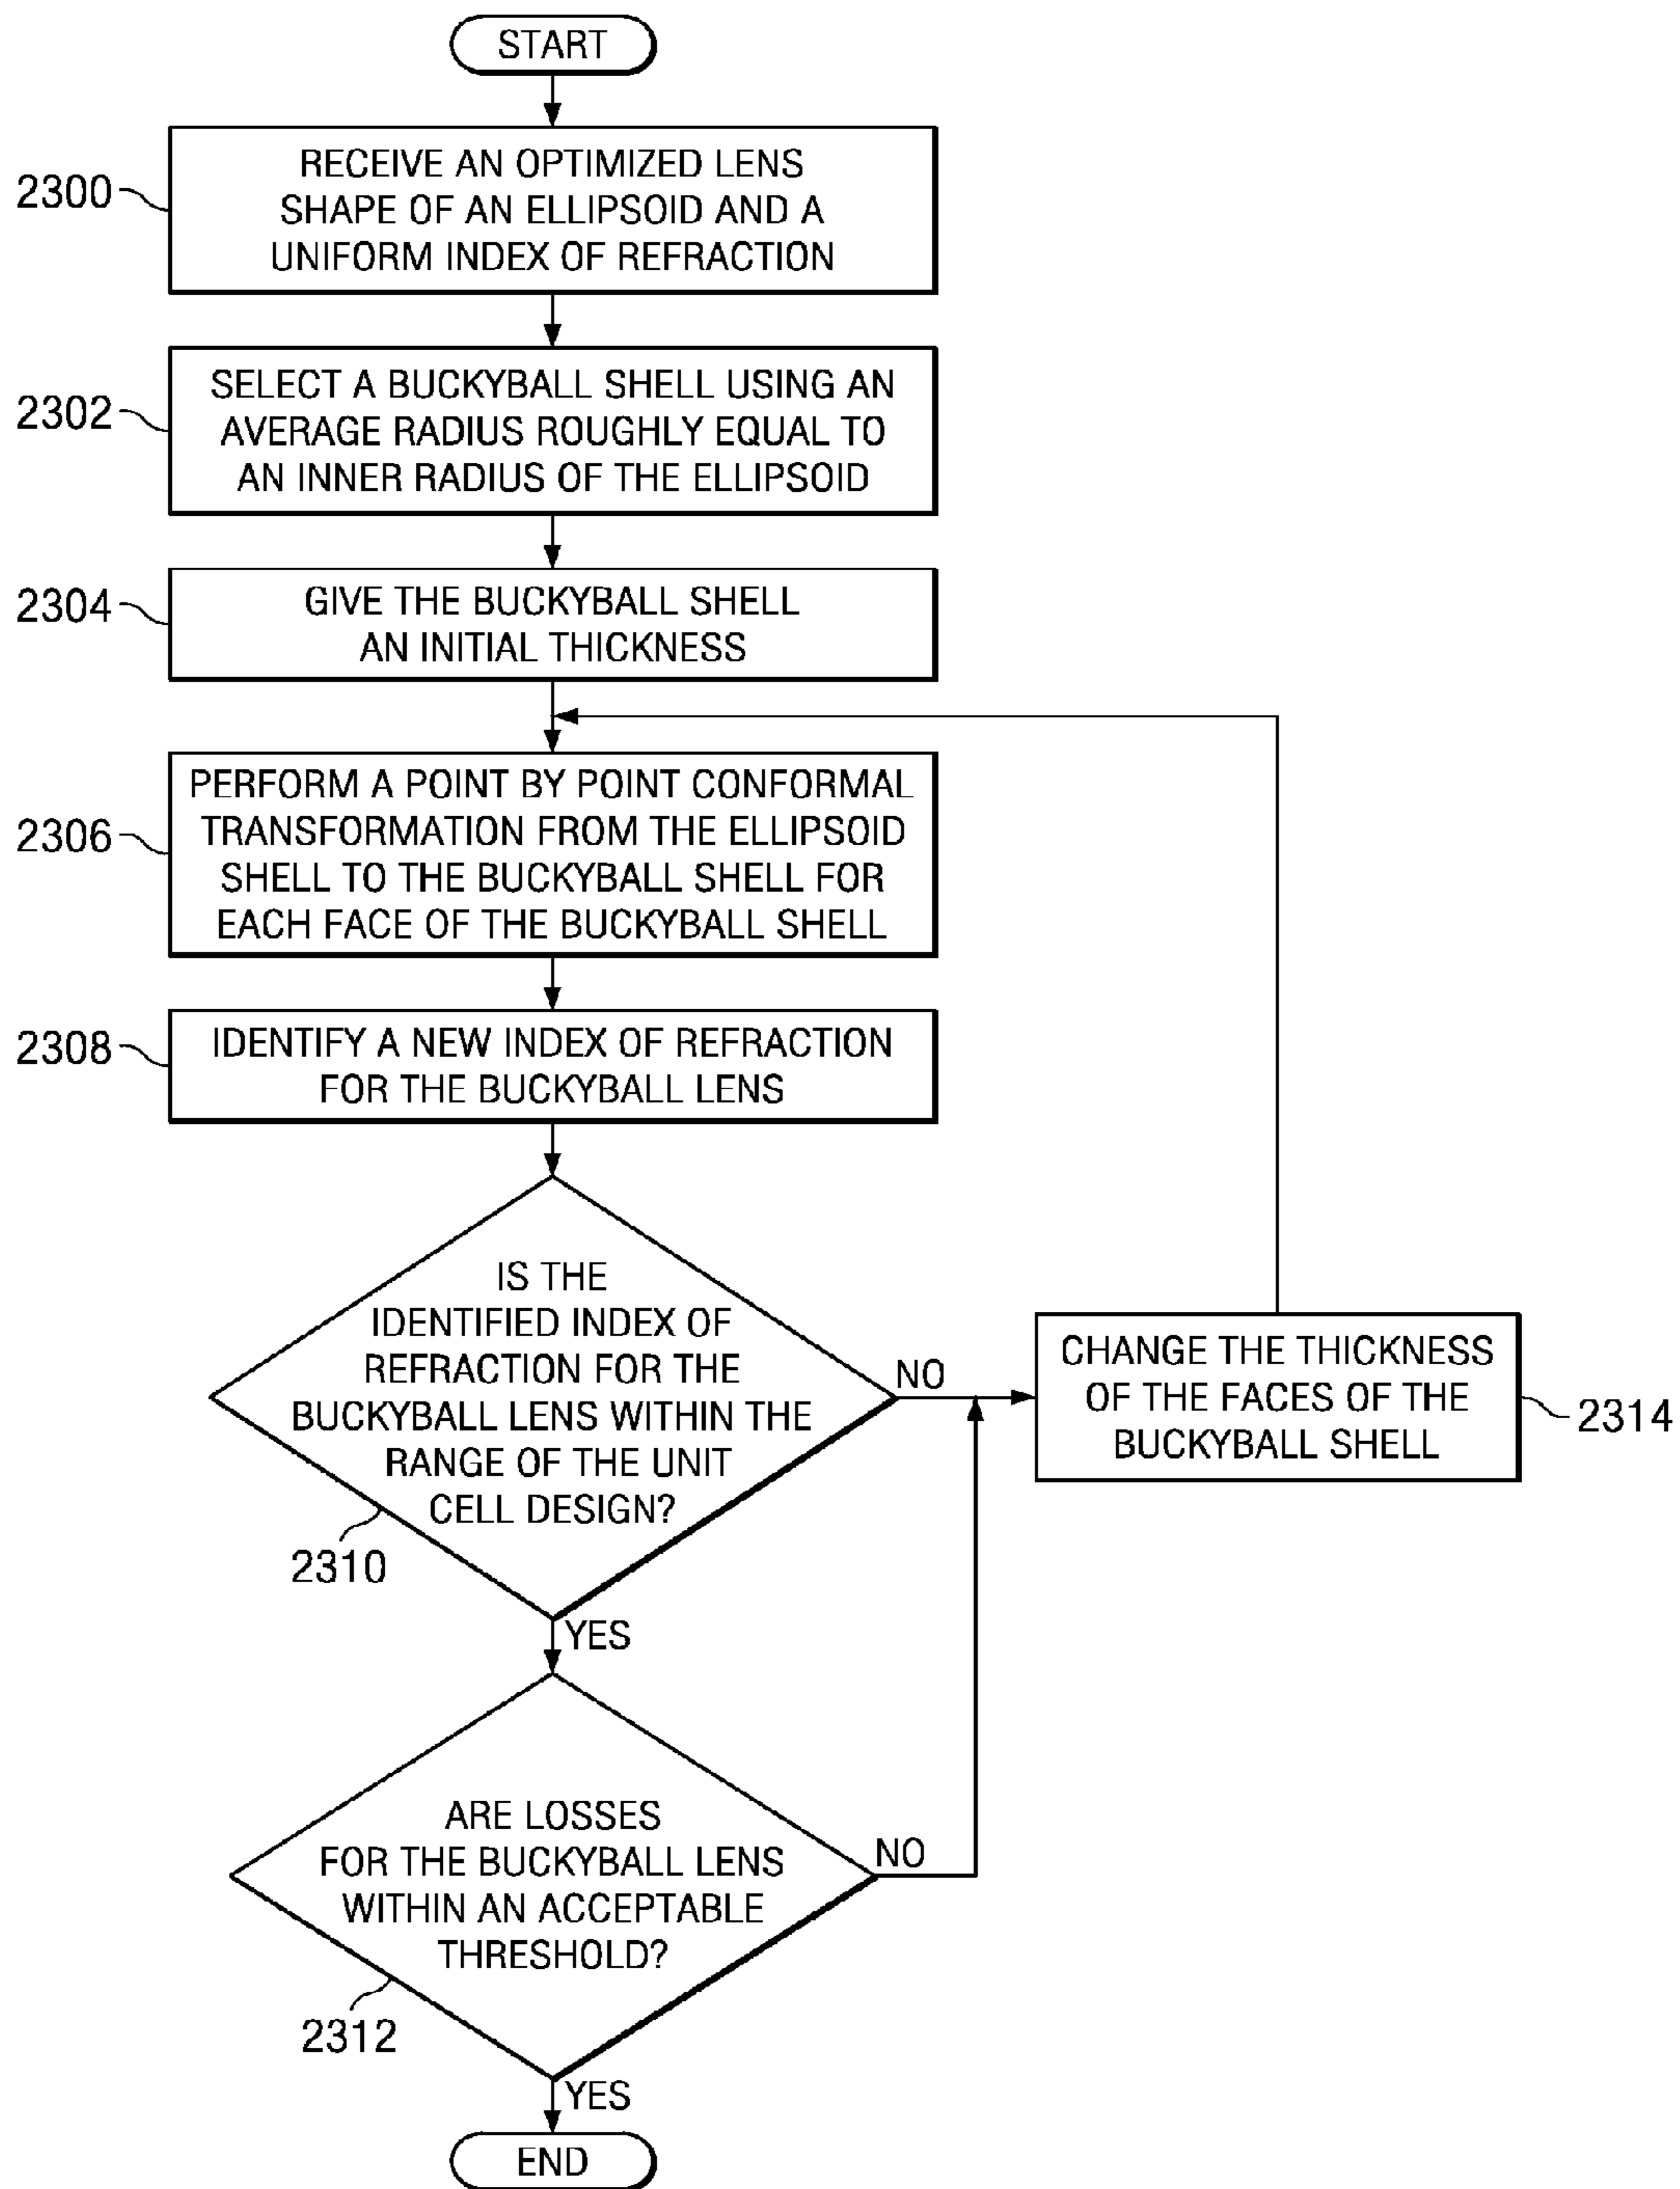 START
2300
RECEIVE AN OPTIMIZED LENS
SHAPE OF AN ELLIPSOID AND A
UNIFORM INDEX OF REFRACTION
2302
SELECT A BUCKYBALL SHELL USING AN
AVERAGE RADIUS ROUGHLY EQUAL TO
AN INNER RADIUS OF THE ELLIPSOID
2304
GIVE THE BUCKYBALL SHELL
AN INITIAL THICKNESS
2306
PERFORM A POINT BY POINT CONFORMAL
TRANSFORMATION FROM THE ELLIPSOID
SHELL TO THE BUCKYBALL SHELL FOR
EACH FACE OF THE BUCKYBALL SHELL
2308
IDENTIFY A NEW INDEX OF REFRACTION
FOR THE BUCKYBALL LENS
IS THE
IDENTIFIED INDEX OF
REFRACTION FOR THE
BUCKYBALL LENS WITHIN THE
RANGE OF THE UNIT
CELL DESIGN?
2310
NO
CHANGE THE THICKNESS
OF THE FACES OF THE
BUCKYBALL SHELL
2314
YES
ARE LOSSES
FOR THE BUCKYBALL LENS
WITHIN AN ACCEPTABLE
THRESHOLD?
2312
NO
YES
END